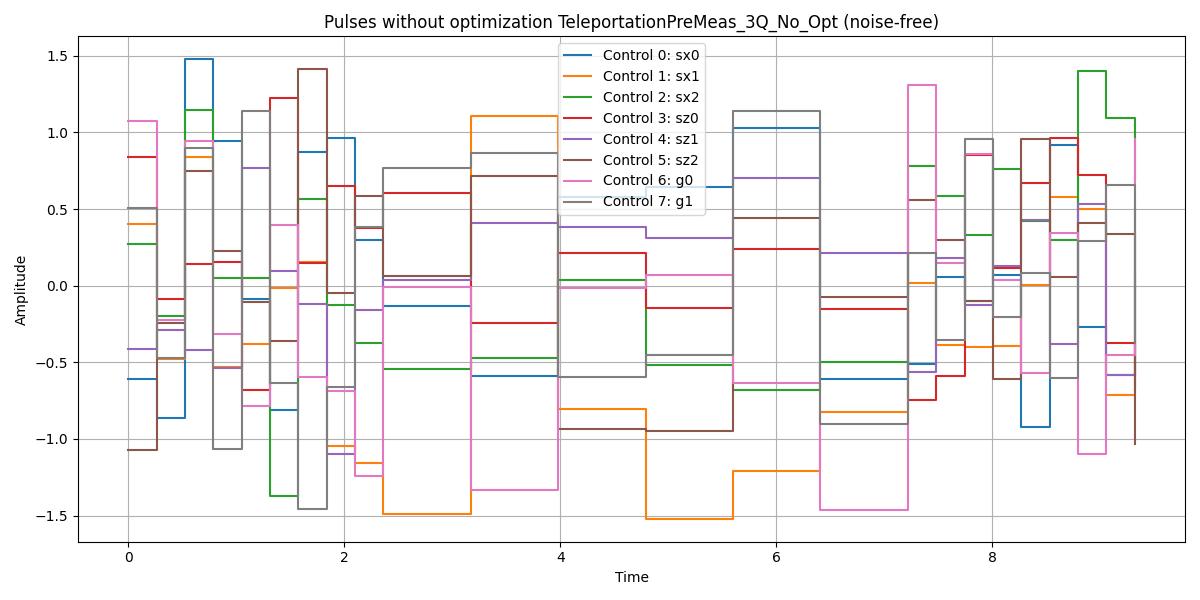 Pulses without optimization TeleportationPreMeas_3Q_No_Opt (noise-free)
Amplitude
1.5
1.0
0.5
0.0
−0.5
−1.0
−1.5
Control 0: sx0
Control 1: sx1
Control 2: sx2
Control 3: sz0
Control 4: sz1
Control 5: sz2
Control 6: g0
Control 7: g1
0
2
4
6
8
Time